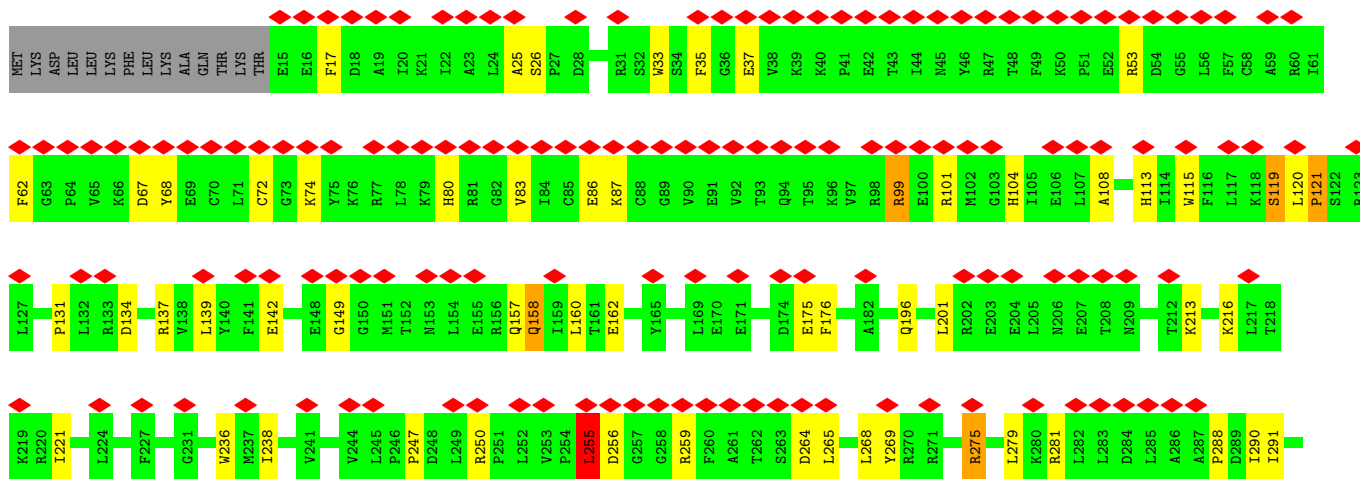 MET LYS ASP LEU LEU LYS PHE LEU LYS ALA GLN THR LYS THR E15 E16 F17 D18 A19 I20 K21 I22 A23 L24 A25 S26 P27 D28 R31 S32 W33 S34 F35 G36 E37 V38 K39 K40 P41 E42 T43 I44 N45 Y46 R47 T48 F49 K50 P51 E52 R53 D54 G55 L56 F57 C58 A59 R60 I61
F62 G63 P64 V65 K66 D67 Y68 E69 C70 L71 C72 G73 K74 Y75 K76 R77 L78 K79 H80 R81 G82 V83 I84 C85 E86 K87 C88 G89 V90 E91 V92 T93 Q94 T95 K96 V97 R98 R99 E100 R101 M102 G103 H104 I105 E106 L107 A108 H113 I114 W115 F116 L117 K118 S119 L120 P121 S122 R123
L127 P131 L132 R133 D134 R137 V138 L139 Y140 F141 E142 E148 G149 G150 M151 T152 N153 L154 E155 R156 Q157 Q158 I159 L160 T161 E162 Y165 L169 E170 E171 D174 E175 F176 A182 Q196 L201 R202 E203 E204 L205 N206 E207 T208 N209 T212 K213 K216 L217 T218
K219 R220 I221 L224 F227 G231 W236 M237 I238 V241 V244 L245 P246 P247 D248 L249 R250 P251 L252 V253 P254 L255 D256 G257 G258 R259 F260 A261 T262 S263 D264 L265 L268 Y269 R270 R271 R275 L279 K280 R281 L282 L283 D284 L285 A286 A287 P288 D289 I290 I291